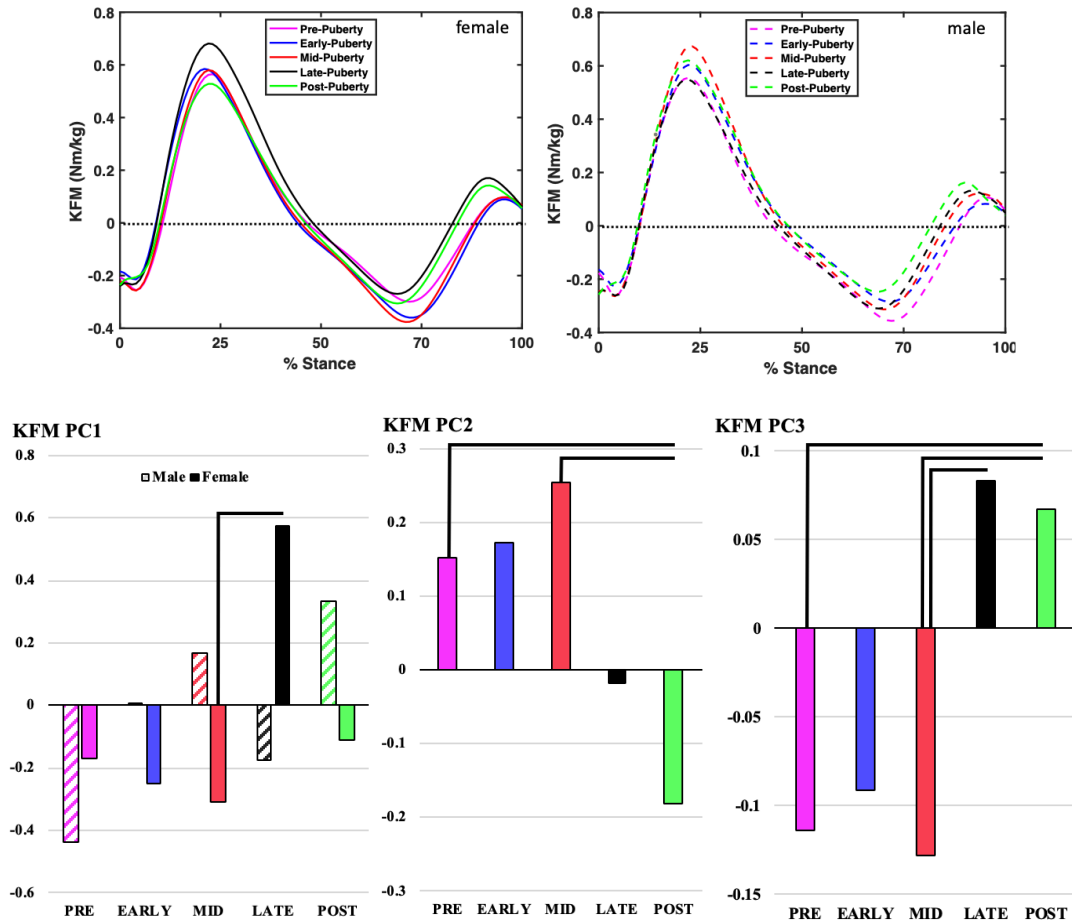 female
Pre-Puberty
Early-Puberty
Mid-Puberty
Late-Puberty
Post-Puberty
KFM (Nm/kg)
0.8
0.6
0.4
0.2
0
-0.2
-0.4
0 25 50 70 100
% Stance
male
Pre-Puberty
Early-Puberty
Mid-Puberty
Late-Puberty
Post-Puberty
KFM (Nm/kg)
0.8
0.6
0.4
0.2
0
-0.2
-0.4
0 25 50 70 100
% Stance
KFM PC1
Male Female
0.8
0.6
0.4
0.2
0
-0.2
-0.4
-0.6
PRE EARLY MID LATE POST
KFM PC2
0.3
0.2
0.1
0
-0.1
-0.2
-0.3
PRE EARLY MID LATE POST
KFM PC3
0.1
0.05
0
-0.05
-0.1
-0.15
PRE EARLY MID LATE POST